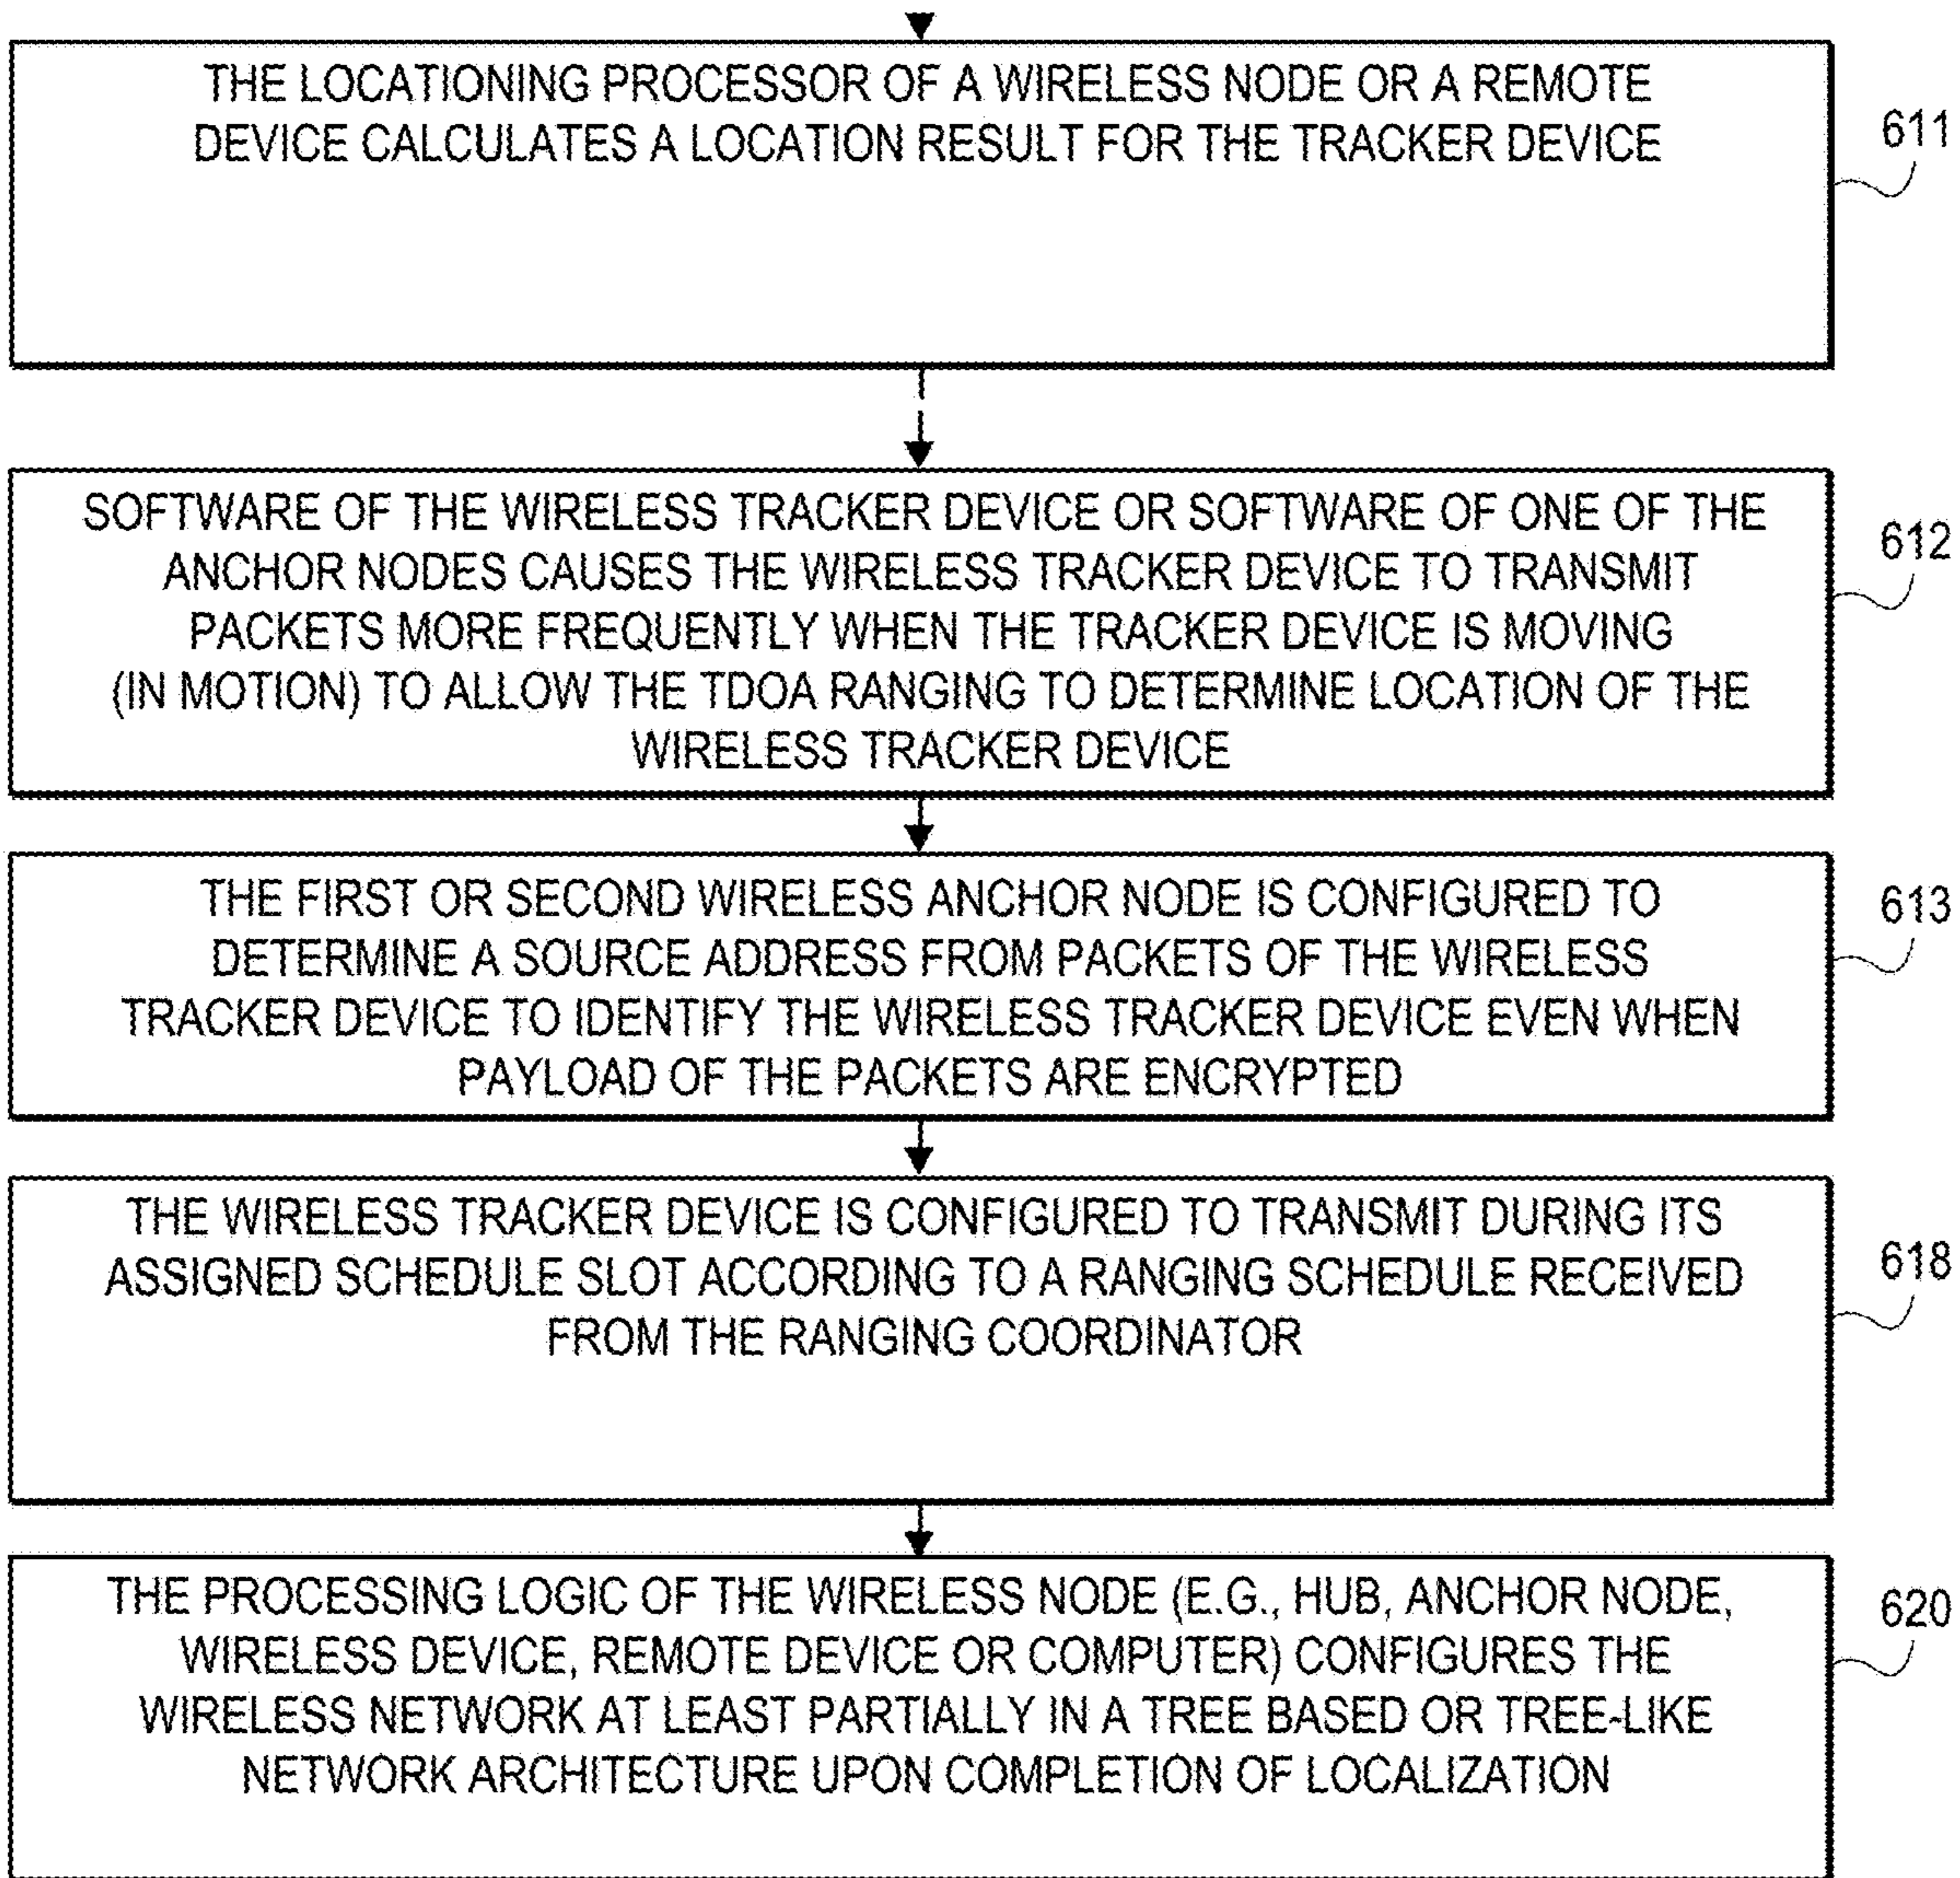 THE LOCATIONING PROCESSOR OF A WIRELESS NODE OR A REMOTE
DEVICE CALCULATES A LOCATION RESULT FOR THE TRACKER DEVICE
611
SOFTWARE OF THE WIRELESS TRACKER DEVICE OR SOFTWARE OF ONE OF THE
ANCHOR NODES CAUSES THE WIRELESS TRACKER DEVICE TO TRANSMIT
PACKETS MORE FREQUENTLY WHEN THE TRACKER DEVICE IS MOVING
(IN MOTION) TO ALLOW THE TDOA RANGING TO DETERMINE LOCATION OF THE
WIRELESS TRACKER DEVICE
612
THE FIRST OR SECOND WIRELESS ANCHOR NODE IS CONFIGURED TO
DETERMINE A SOURCE ADDRESS FROM PACKETS OF THE WIRELESS
TRACKER DEVICE TO IDENTIFY THE WIRELESS TRACKER DEVICE EVEN WHEN
PAYLOAD OF THE PACKETS ARE ENCRYPTED
613
THE WIRELESS TRACKER DEVICE IS CONFIGURED TO TRANSMIT DURING ITS
ASSIGNED SCHEDULE SLOT ACCORDING TO A RANGING SCHEDULE RECEIVED
FROM THE RANGING COORDINATOR
618
THE PROCESSING LOGIC OF THE WIRELESS NODE (E.G., HUB, ANCHOR NODE,
WIRELESS DEVICE, REMOTE DEVICE OR COMPUTER) CONFIGURES THE
WIRELESS NETWORK AT LEAST PARTIALLY IN A TREE BASED OR TREE-LIKE
NETWORK ARCHITECTURE UPON COMPLETION OF LOCALIZATION
620